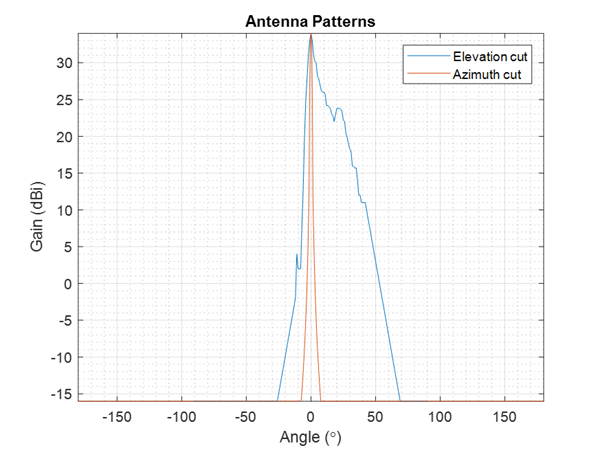 Antenna Patterns
Elevation cut
Azimuth cut
Gain (dBi)
30
25
20
15
10
5
0
-5
-10
-15
-150 -100 -50 0 50 100 150
Angle (°)